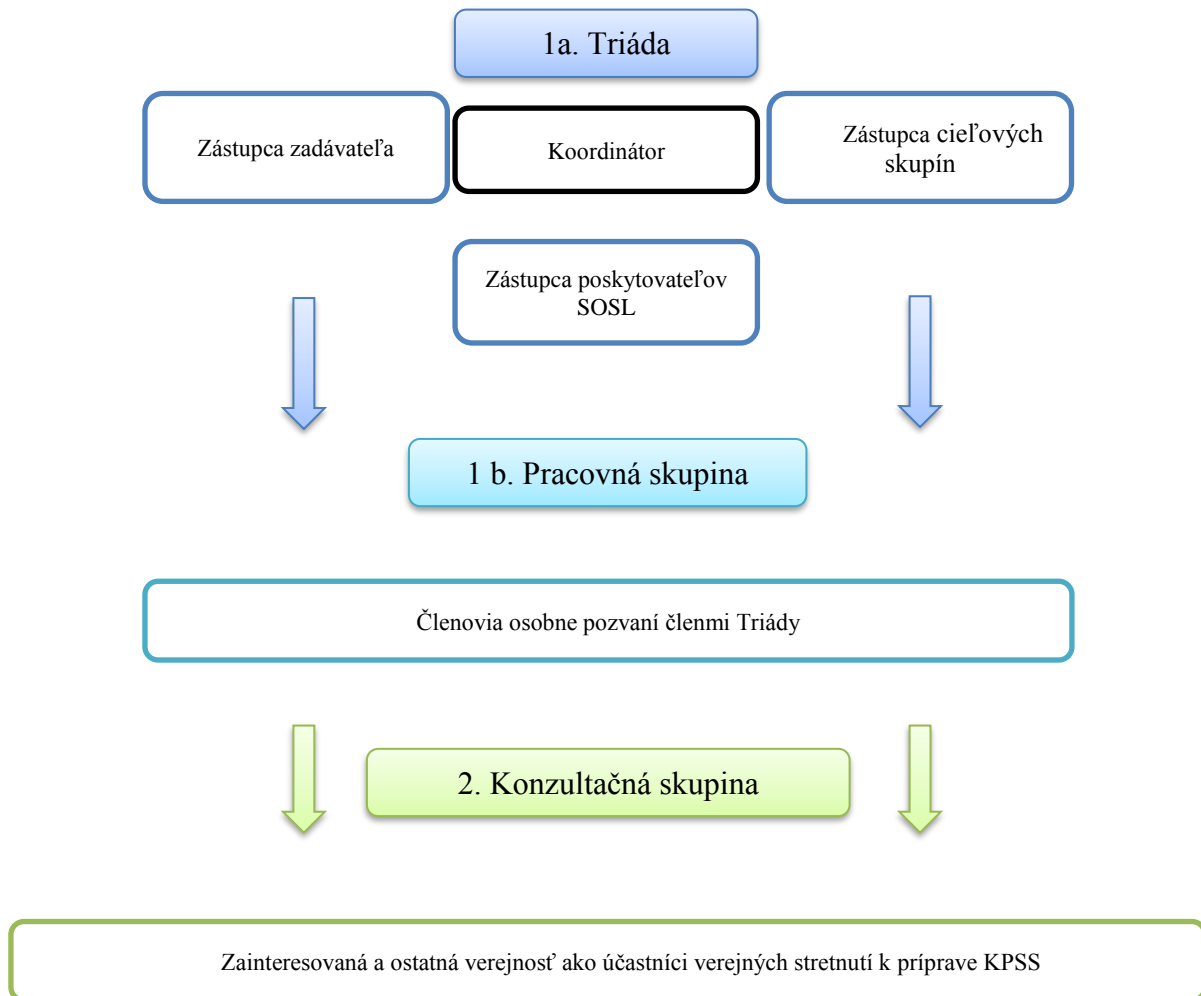 1a. Triáda
Zástupca zadávateľa
Koordinátor
Zástupca cieľových
skupín
Zástupca poskytovateľov
SOSL
1 b. Pracovná skupina
Členovia osobne pozvaní členmi Triády
2. Konzultačná skupina
Zainteresovaná a ostatná verejnosť ako účastníci verejných stretnutí k príprave KPSS